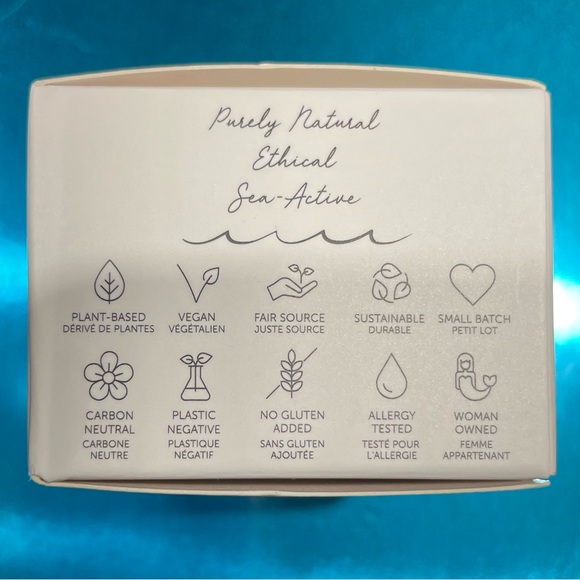 Purely Natural
Ethical
Sea-Active
PLANT-BASED
DÉRIVÉ DE PLANTES
VEGAN
VÉGÉTALIEN
FAIR SOURCE
JUSTE SOURCE
SUSTAINABLE
DURABLE
SMALL BATCH
PETIT LOT
CARBON
NEUTRAL
CARBONE
NEUTRE
PLASTIC
NEGATIVE
PLASTIQUE
NÉGATIF
NO GLUTEN
ADDED
SANS GLUTEN
AJOUTÉE
ALLERGY
TESTED
TESTÉ POUR
L'ALLERGIE
WOMAN
OWNED
FEMME
APPARTENANT